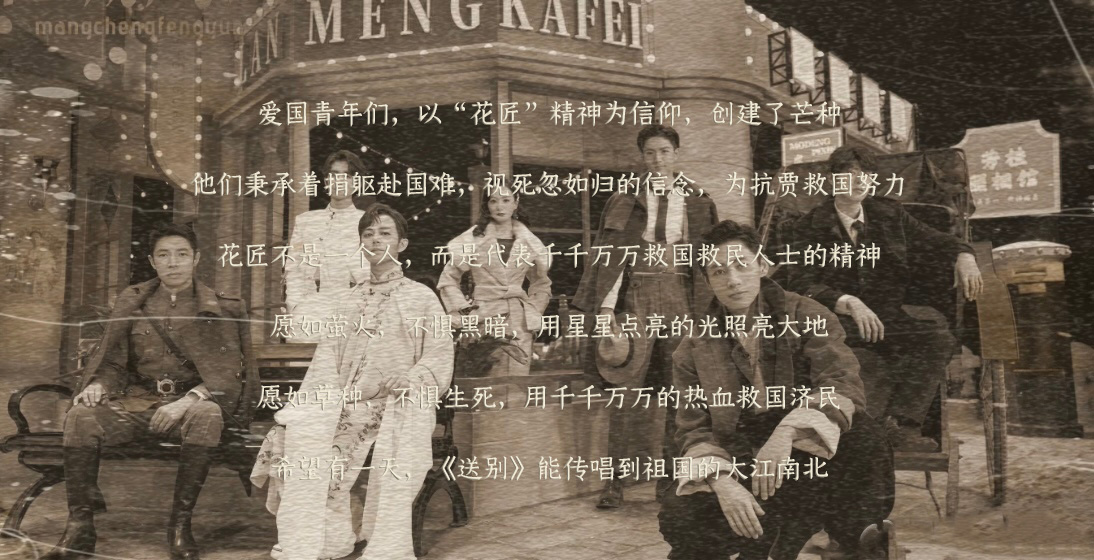 mangchengfengyun
MENGKAFEI
爱国青年们，以“花匠”精神为信仰，创建了芒种
MODENG
他们秉承着捐躯赴国难，视死忽如归的信念，为抗贾救国努力
花匠不是一个人，而是代表千千万万救国救民人士的精神
愿如萤火，不惧黑暗，用星星点亮的光照亮大地
愿如草种，不惧生死，用千千万万的热血救国济民
希望有一天，《送别》能传唱到祖国的大江南北